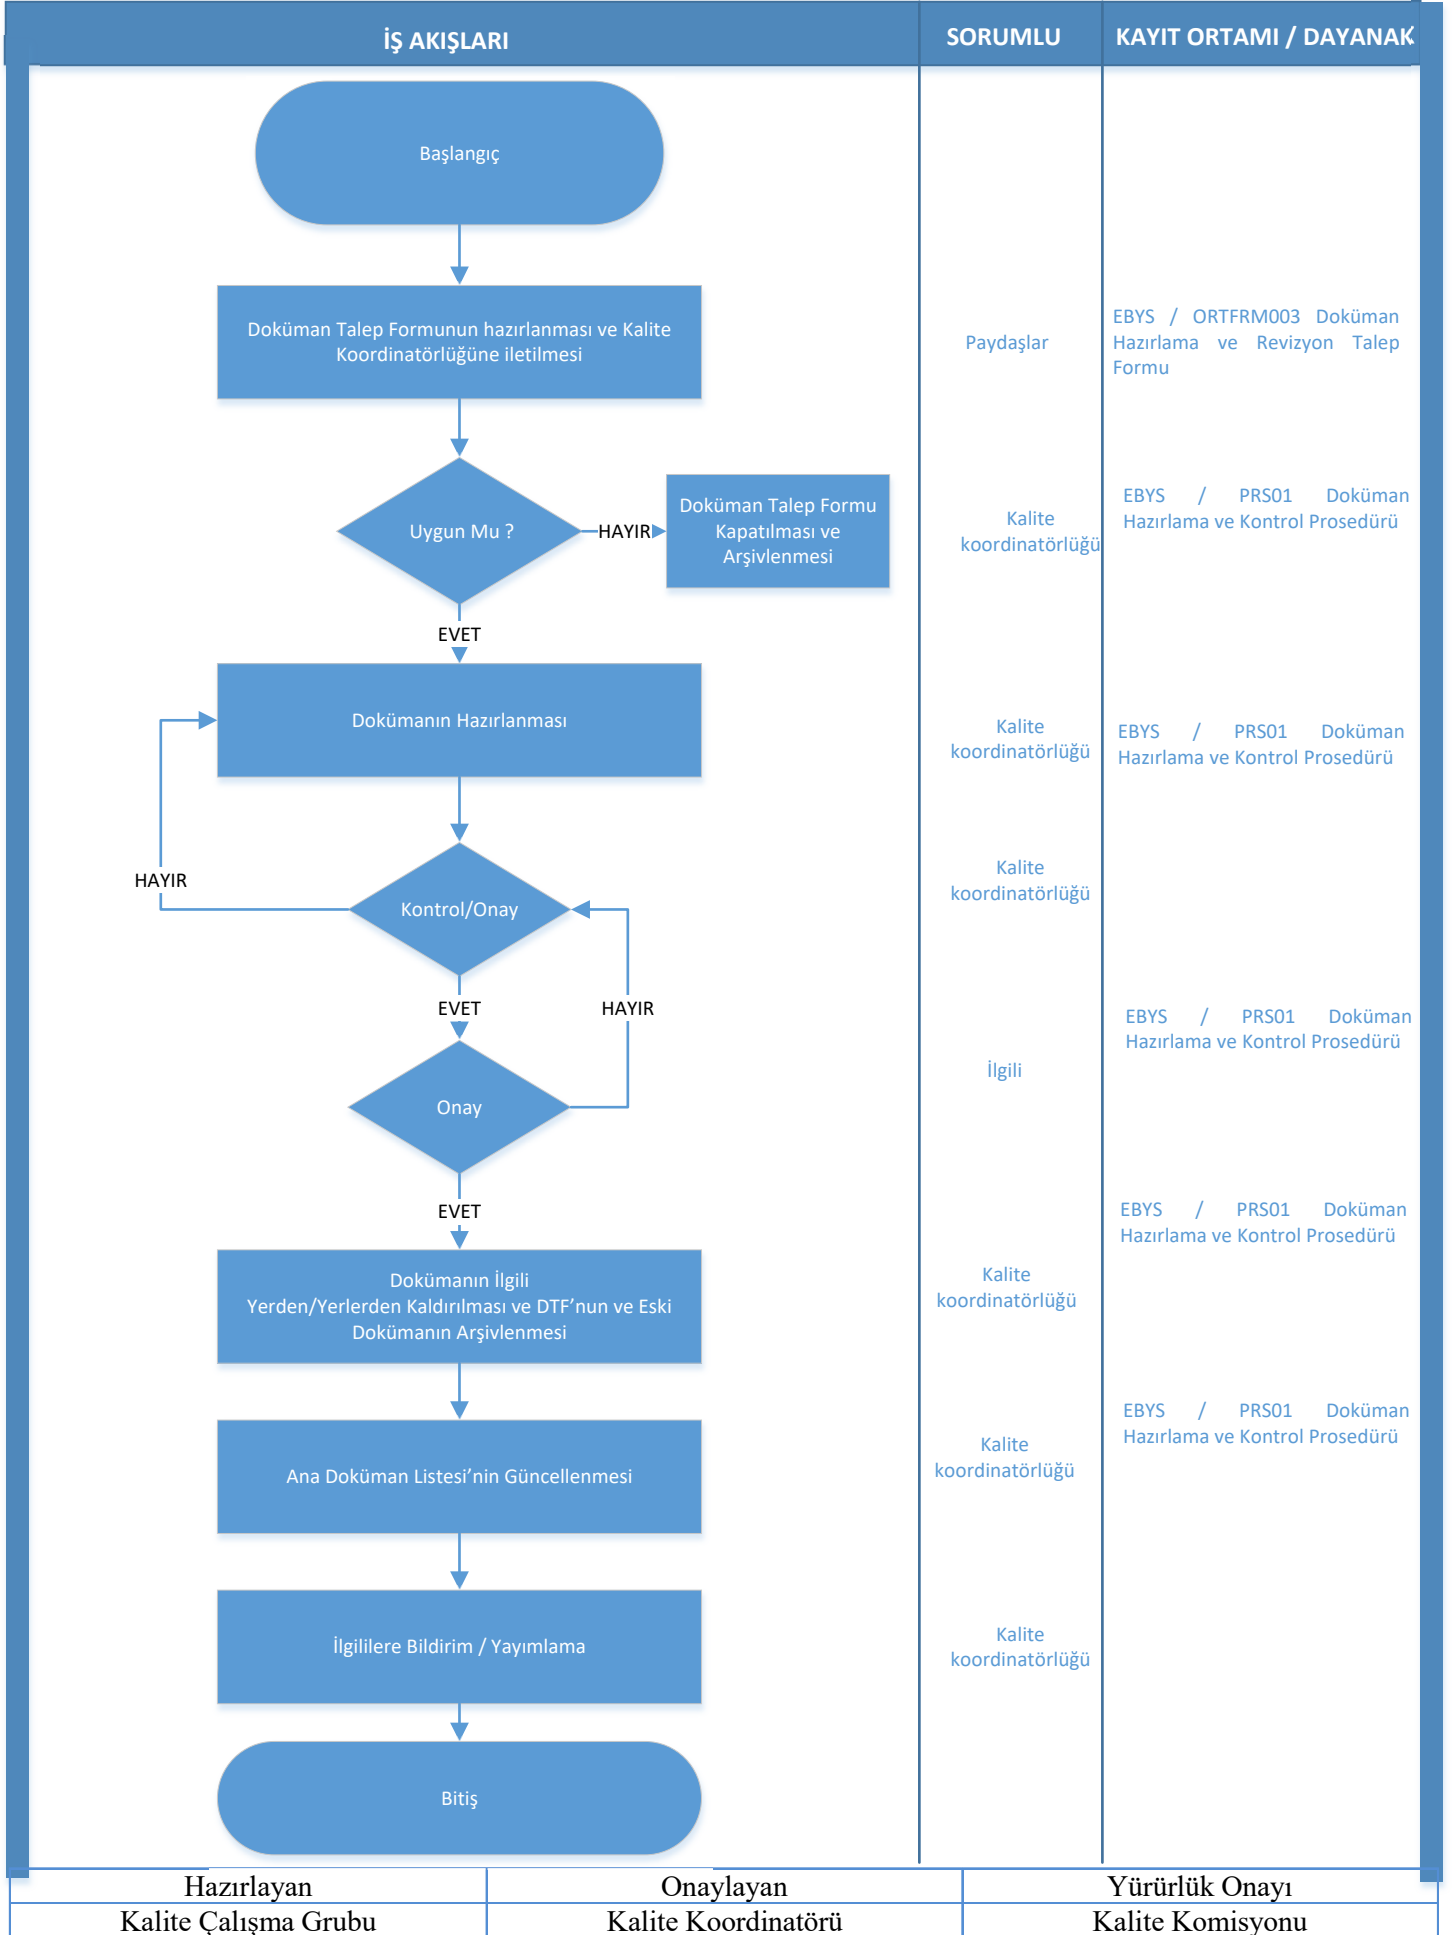 İŞ AKIŞLARI
SORUMLU
KAYIT ORTAMI / DAYANAK
Başlangıç
Doküman Talep Formunun hazırlanması ve Kalite
Koordinatörlüğüne iletilmesi
Paydaşlar
EBYS / ORTFRM003 Doküman
Hazırlama ve Revizyon Talep
Formu
Uygun Mu ?
HAYIR
Doküman Talep Formu
Kapatılması ve
Arşivlenmesi
Kalite
koordinatörlüğü
EBYS / PRS01 Doküman
Hazırlama ve Kontrol Prosedürü
EVET
Dokümanın Hazırlanması
Kalite
koordinatörlüğü
EBYS / PRS01 Doküman
Hazırlama ve Kontrol Prosedürü
HAYIR
Kontrol/Onay
Kalite
koordinatörlüğü
EVET
HAYIR
EBYS / PRS01 Doküman
Hazırlama ve Kontrol Prosedürü
Onay
İlgili
EVET
EBYS / PRS01 Doküman
Hazırlama ve Kontrol Prosedürü
Dokümanın İlgili
Yerden/Yerlerden Kaldırılması ve DTF’nun ve Eski
Dokümanın Arşivlenmesi
Kalite
koordinatörlüğü
EBYS / PRS01 Doküman
Hazırlama ve Kontrol Prosedürü
Ana Doküman Listesi’nin Güncellenmesi
Kalite
koordinatörlüğü
İlgililere Bildirim / Yayımlama
Kalite
koordinatörlüğü
Bitiş
Hazırlayan
Onaylayan
Yürürlük Onayı
Kalite Çalışma Grubu
Kalite Koordinatörü
Kalite Komisyonu